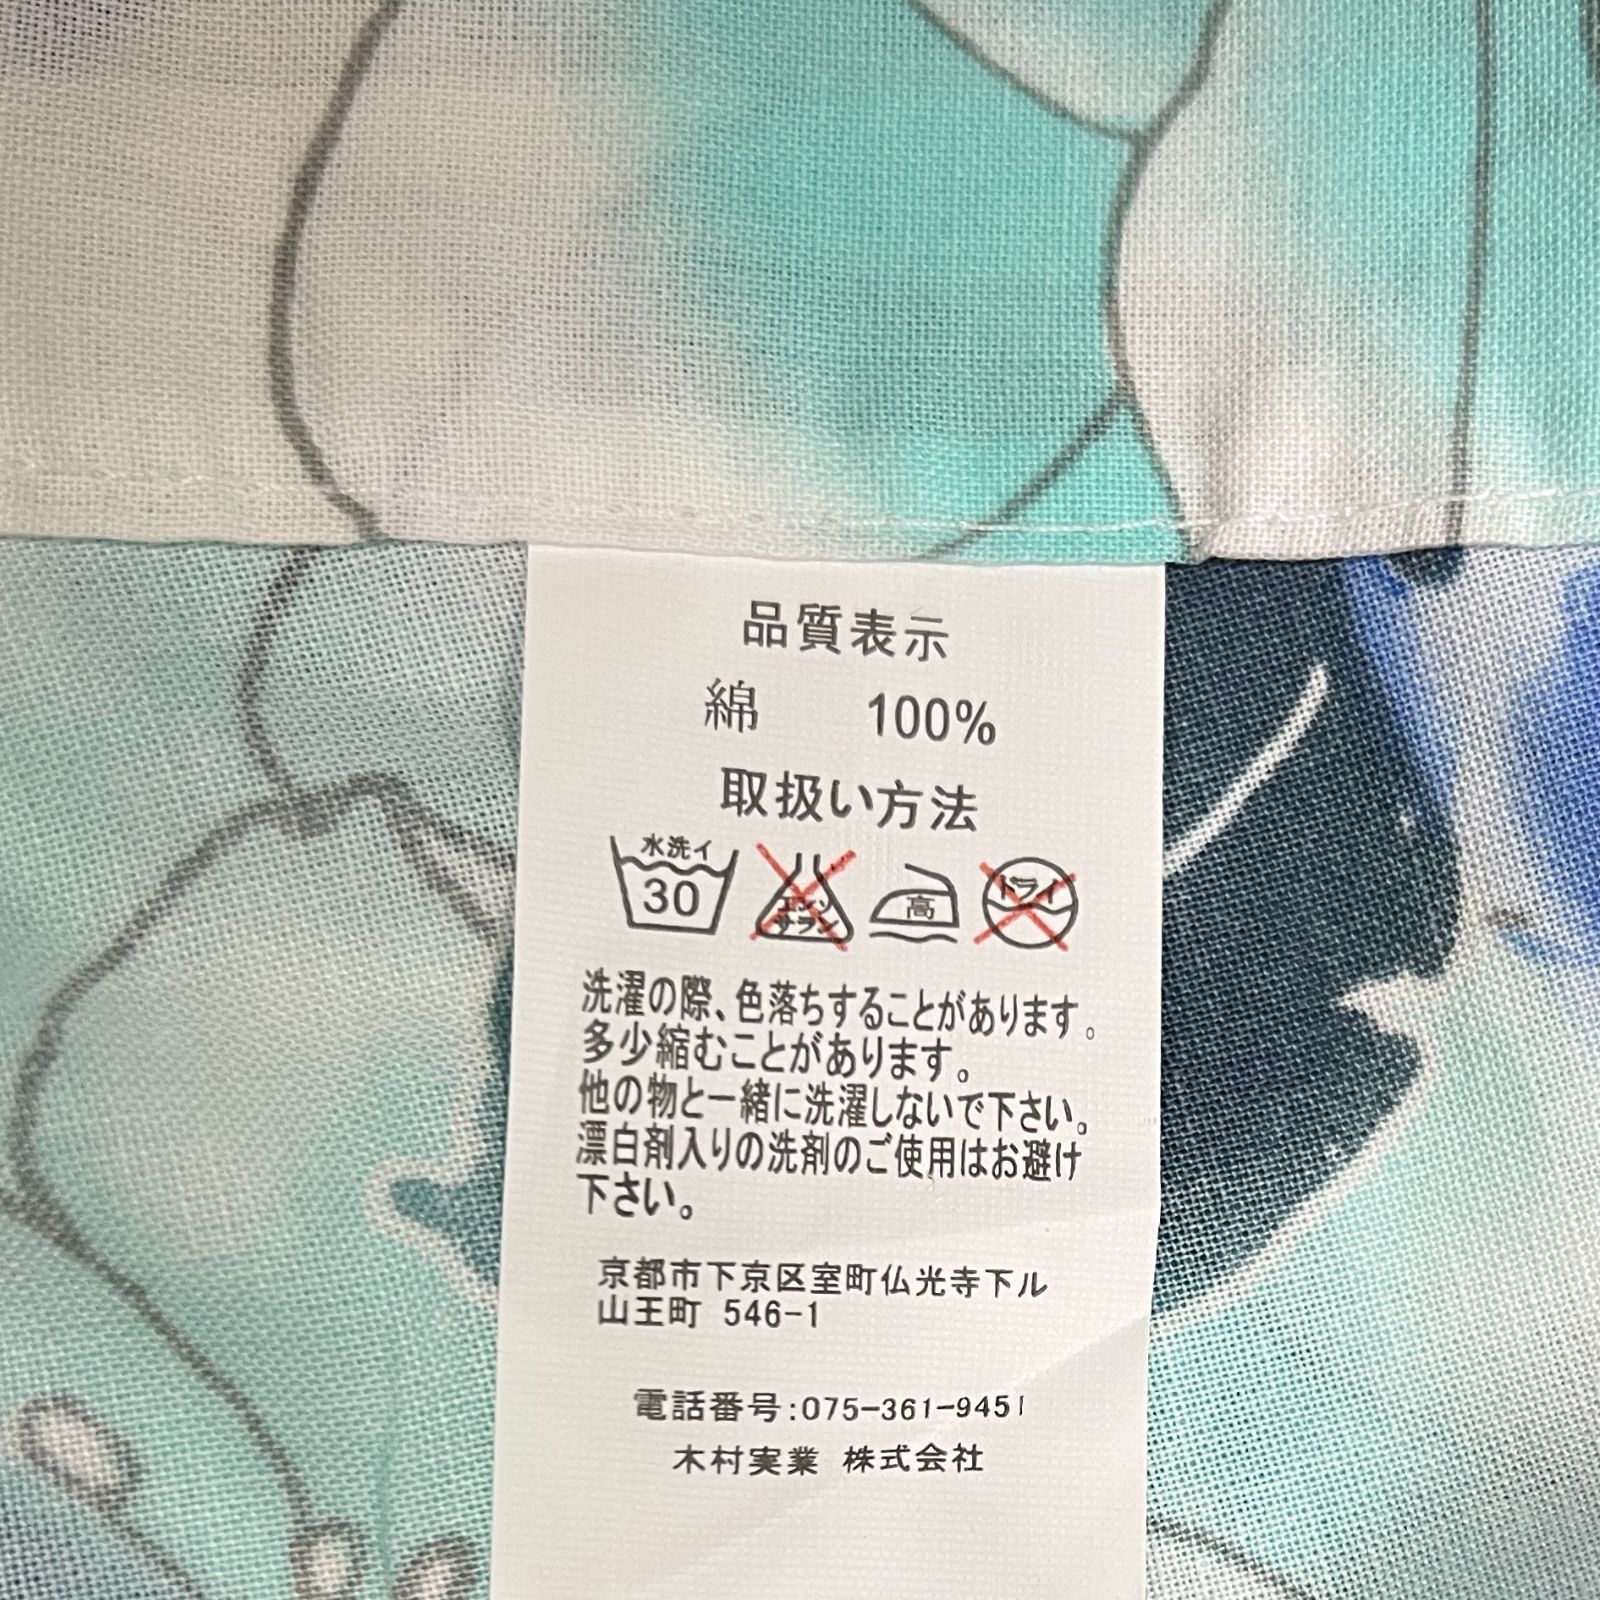 品質表示
綿 100%
取扱い方法
水洗イ
30
エンソ
サラシ
高
ドライ
洗濯の際、色落ちすることがあります。
多少縮むことがあります。
他の物と一緒に洗濯しないで下さい。
漂白剤入りの洗剤のご使用はお避け
下さい。
京都市下京区室町仏光寺下ル
山王町 546-1
電話番号:075-361-9451
木村実業 株式会社